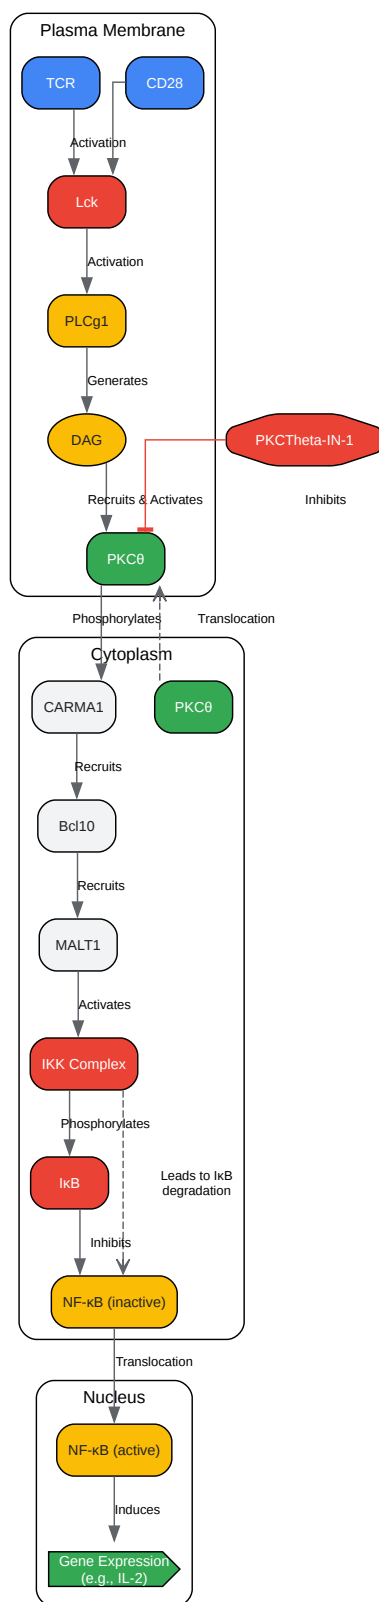 Plasma Membrane
TCR
CD28
Activation
Lck
Activation
PLCg1
Generates
DAG
PKCTheta-IN-1
Recruits & Activates
Inhibits
PKCθ
Phosphorylates
Translocation
Cytoplasm
CARMA1
PKCθ
Recruits
Bcl10
Recruits
MALT1
Activates
IKK Complex
Phosphorylates
Leads to IκB
degradation
IκB
Inhibits
NF-κB (inactive)
Translocation
Nucleus
NF-κB (active)
Induces
Gene Expression
(e.g., IL-2)